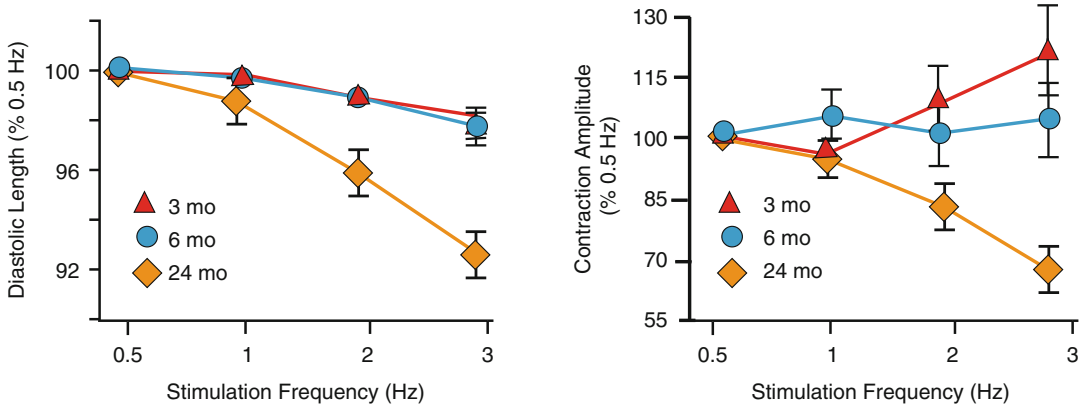 Diastolic Length (% 0.5 Hz)
100
96
92
3 mo
6 mo
24 mo
0.5 1 2 3
Stimulation Frequency (Hz)
Contraction Amplitude
(% 0.5 Hz)
130
115
100
85
70
55
3 mo
6 mo
24 mo
0.5 1 2 3
Stimulation Frequency (Hz)